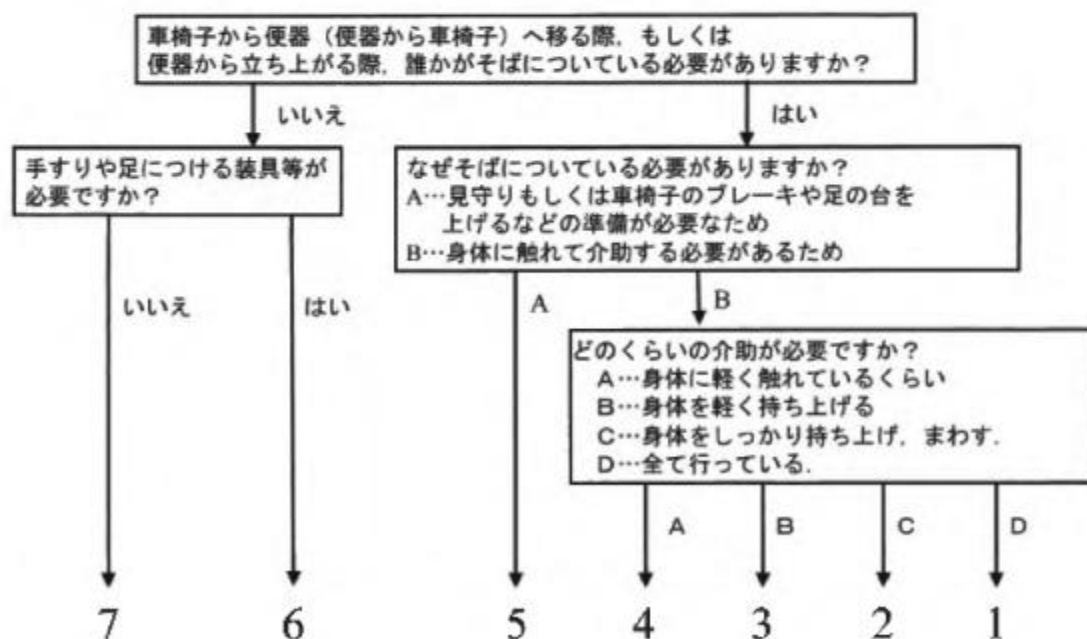 車椅子から便器（便器から車椅子）へ移る際，もしくは
便器から立ち上がる際，誰かがそばについている必要がありますか？
いいえ
はい
手すりや足につける装具等が
必要ですか？
なぜそばについている必要がありますか？
A…見守りもしくは車椅子のブレーキや足の台を
上げるなどの準備が必要なため
B…身体に触れて介助する必要があるため
いいえ
はい
A
B
どのくらいの介助が必要ですか？
A…身体に軽く触れているくらい
B…身体を軽く持ち上げる
C…身体をしっかり持ち上げ，まわす．
D…全て行っている．
A
B
C
D
7
6
5
4
3
2
1